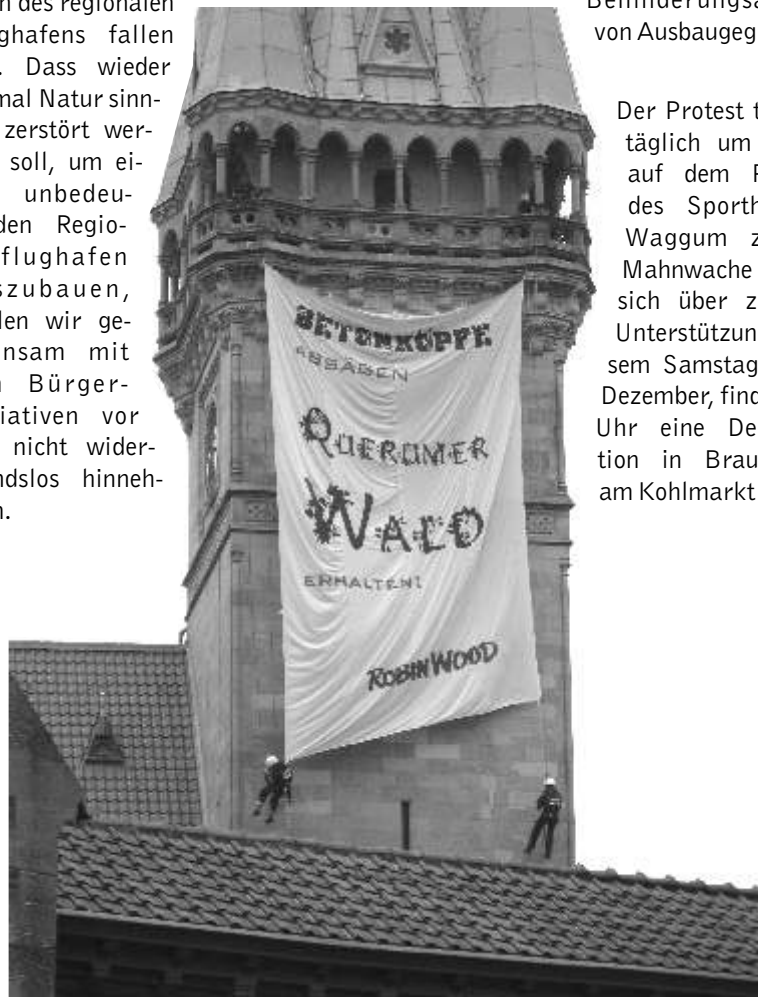 n des regionalen
ghafens fallen
. Dass wieder
mal Natur sinn-
zerstört wer-
soll, um ei-
unbedeu-
den Regio-
flughafen
szubauen,
len wir ge-
nsam mit
n Bürger-
iativen vor
nicht wider-
ndslos hinneh-
n.
BETONKÖPFE
ABSÄGEN
QUERUMER
WALD
ERHALTEN!
ROBIN WOOD
Behinderungsa
von Ausbaugeg
Der Protest t
täglich um
auf dem P
des Sporth
Waggum z
Mahnwache
sich über z
Unterstützun
sem Samstag
Dezember, find
Uhr eine De
tion in Brau
am Kohlmarkt